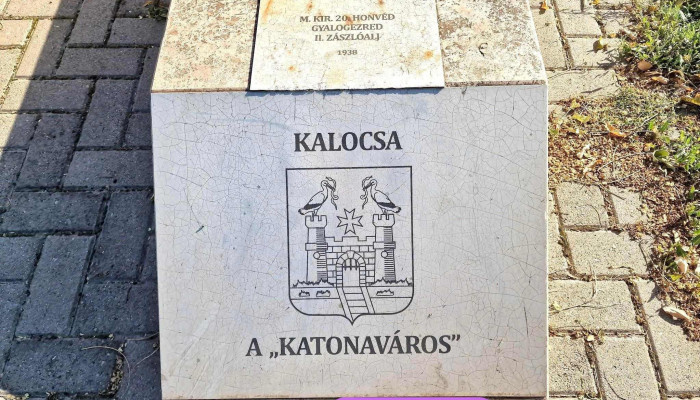 M. KIR. 20. HONVÉD
GYALOGEZRED
II. ZÁSZLÓALJ
1938
KALOCSA
A „KATONAVÁROS”